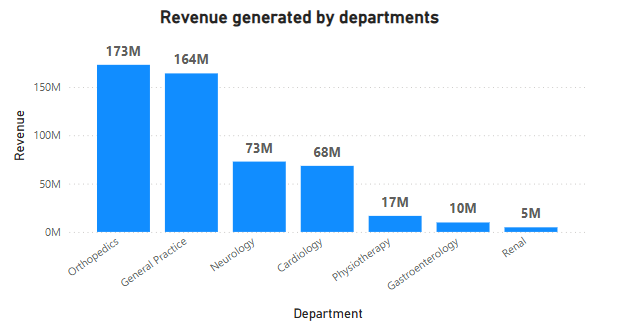 Revenue generated by departments
173M
164M
73M
68M
17M
10M
5M
150M
100M
50M
0M
Revenue
Orthopedics
General Practice
Neurology
Cardiology
Physiotherapy
Gastroenterology
Renal
Department